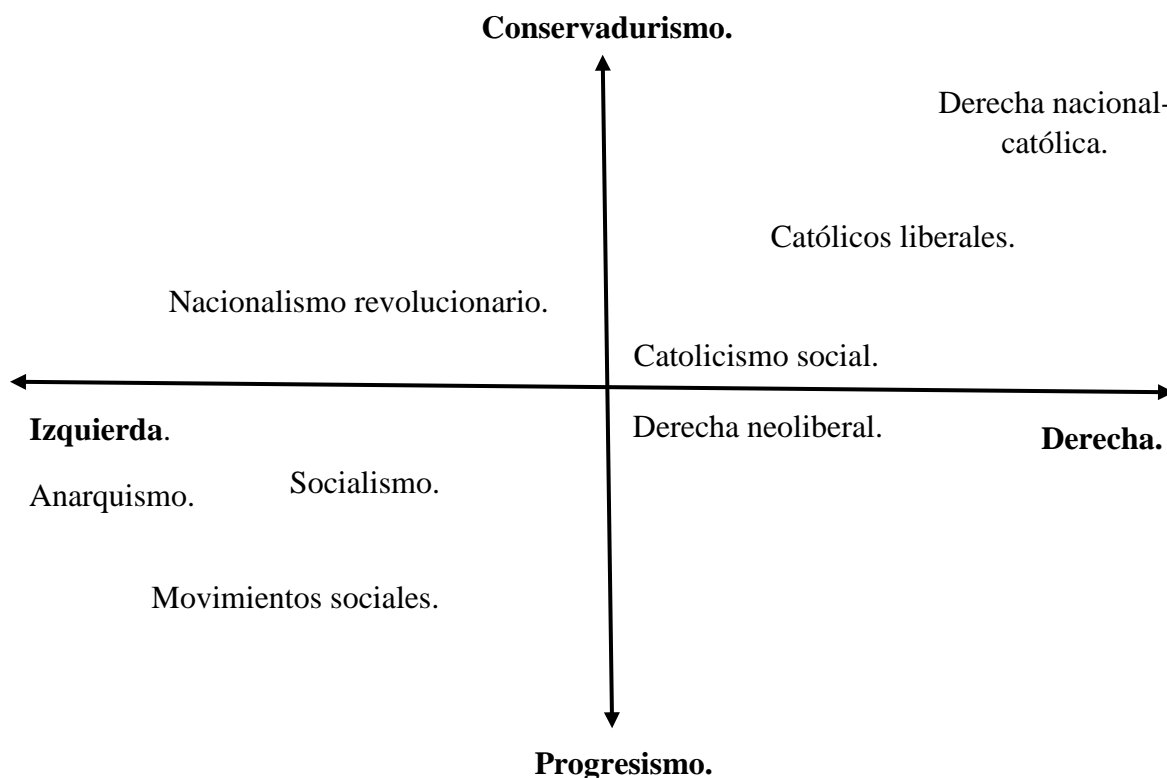 Conservadurismo.
Derecha nacional-
católica.
Católicos liberales.
Nacionalismo revolucionario.
Catolicismo social.
Izquierda.
Derecha neoliberal.
Derecha.
Anarquismo.
Socialismo.
Movimientos sociales.
Progresismo.